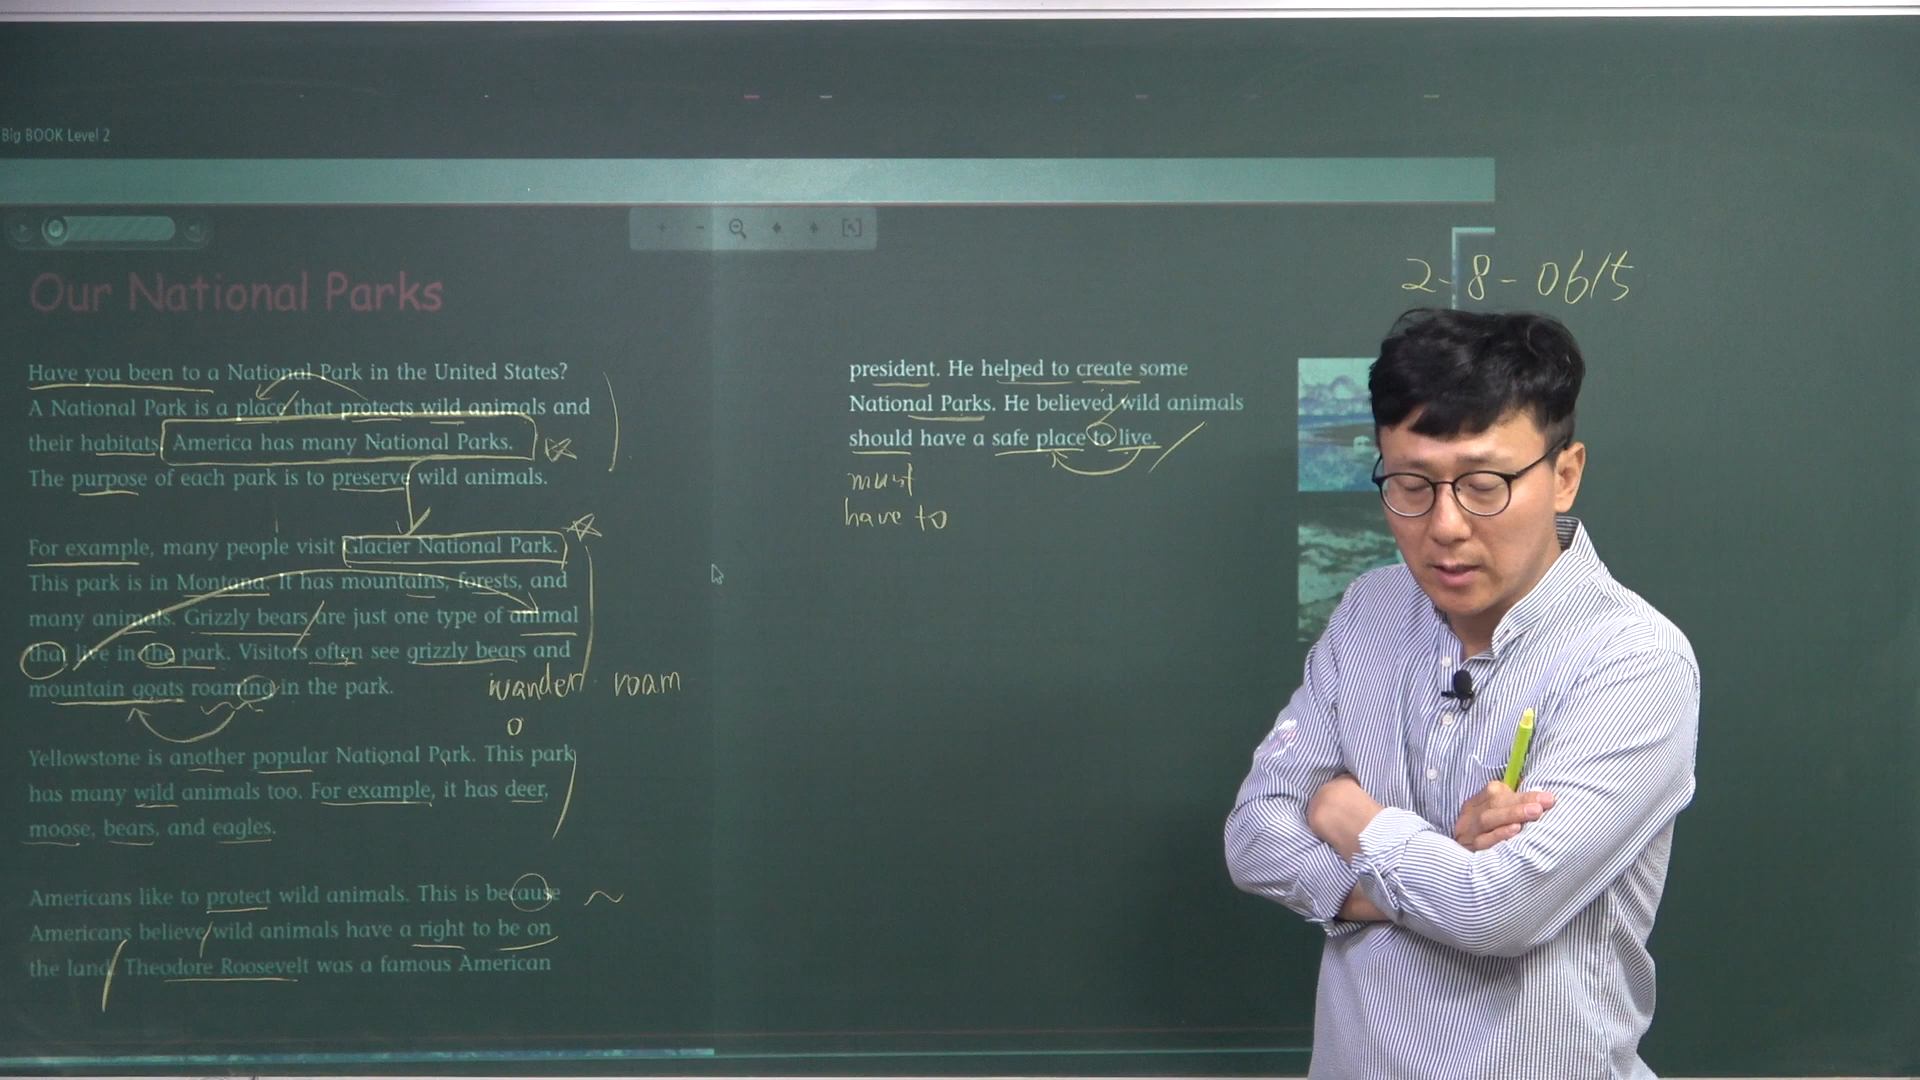 Big BOOK Level 2
Our National Parks
Have you been to a National Park in the United States?
A National Park is a place that protects wild animals and
their habitats. America has many National Parks.
The purpose of each park is to preserve wild animals.
For example, many people visit Glacier National Park.
This park is in Montana. It has mountains, forests, and
many animals. Grizzly bears are just one type of animal
that live in the park. Visitors often see grizzly bears and
mountain goats roaming in the park.
wander roam
o
Yellowstone is another popular National Park. This park
has many wild animals too. For example, it has deer,
moose, bears, and eagles.
Americans like to protect wild animals. This is because
Americans believe wild animals have a right to be on
the land. Theodore Roosevelt was a famous American
president. He helped to create some
National Parks. He believed wild animals
should have a safe place to live.
must
have to
2-8-0615